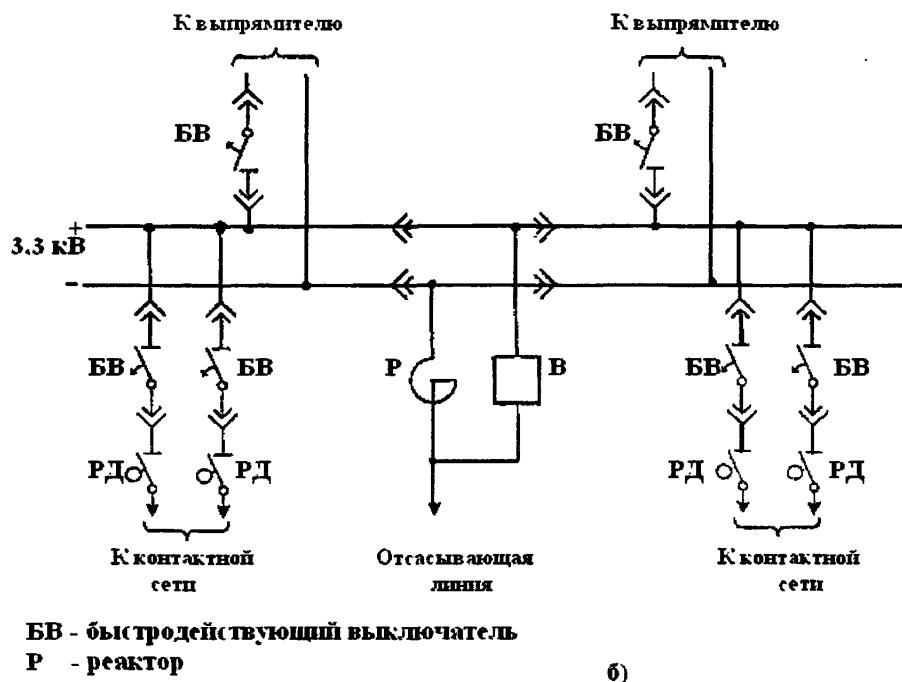 К выпрямителю
К выпрямителю
БВ
БВ
+
3.3 кВ
-
БВ
БВ
Р
В
БВ
БВ
РД
РД
РД
РД
К контактной
сети
Отсасывающая
линия
К контактной
сети
БВ - быстродействующий выключатель
Р - реактор
б)